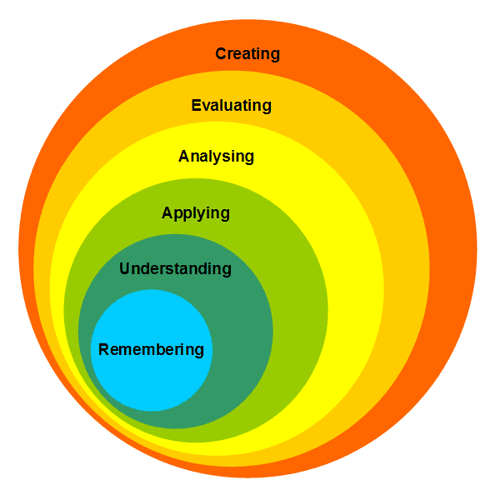 Creating
Evaluating
Analysing
Applying
Understanding
Remembering